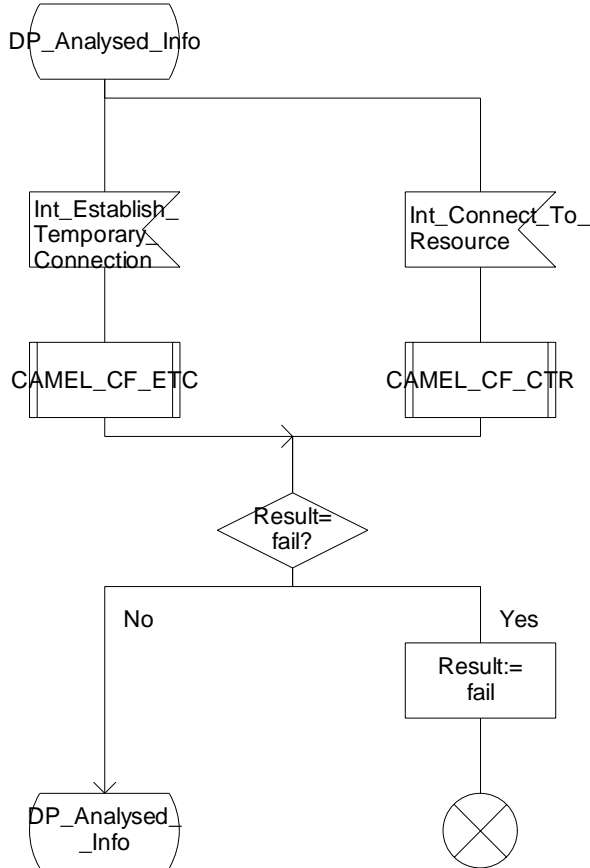 DP_Analysed_Info
Int_Establish_
Temporary_
Connection
Int_Connect_To_
Resource
CAMEL_CF_ETC
CAMEL_CF_CTR
Result=
fail?
No
Yes
Result:=
fail
DP_Analysed_
_Info